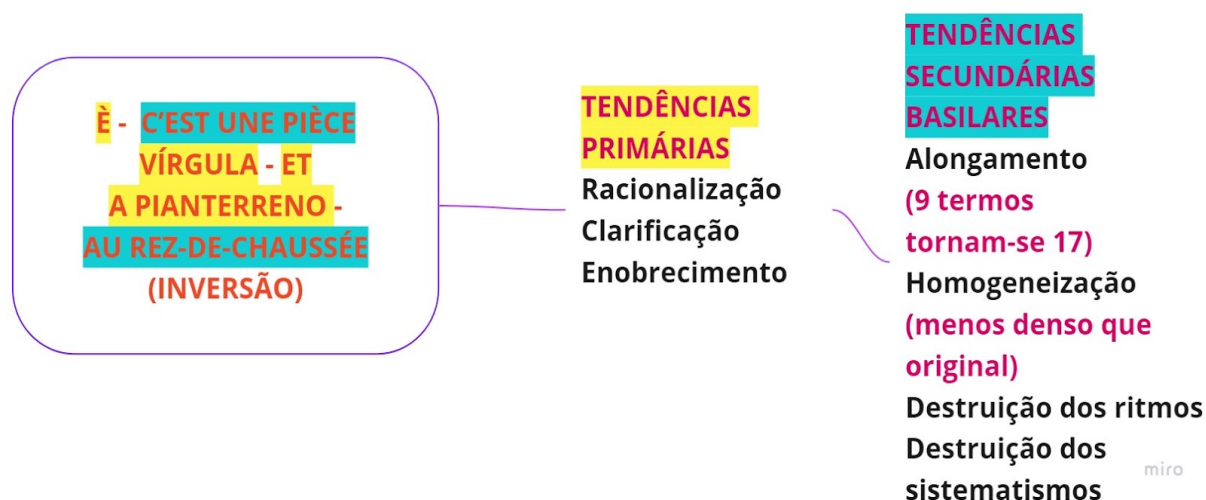 È - C’EST UNE PIÈCE
VÍRGULA - ET
A PIANTERRENO -
AU REZ-DE-CHAUSSÉE
(INVERSÃO)
TENDÊNCIAS
PRIMÁRIAS
Racionalização
Clarificação
Enobrecimento
TENDÊNCIAS
SECUNDÁRIAS
BASILARES
Alongamento
(9 termos
tornam-se 17)
Homogeneização
(menos denso que
original)
Destruição dos ritmos
Destruição dos
sistematismos
miro